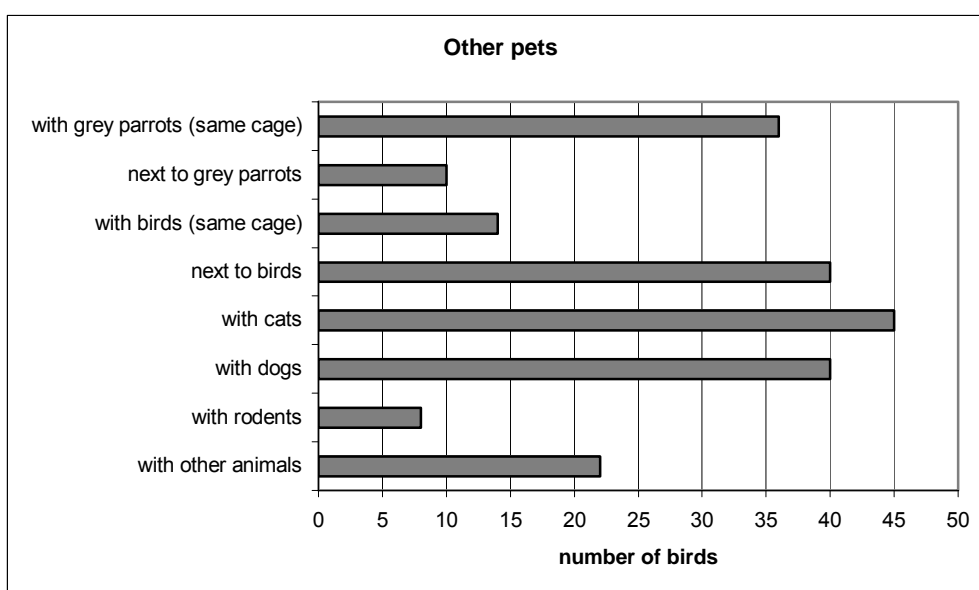 Other pets
with grey parrots (same cage)
next to grey parrots
with birds (same cage)
next to birds
with cats
with dogs
with rodents
with other animals
0 5 10 15 20 25 30 35 40 45 50
number of birds